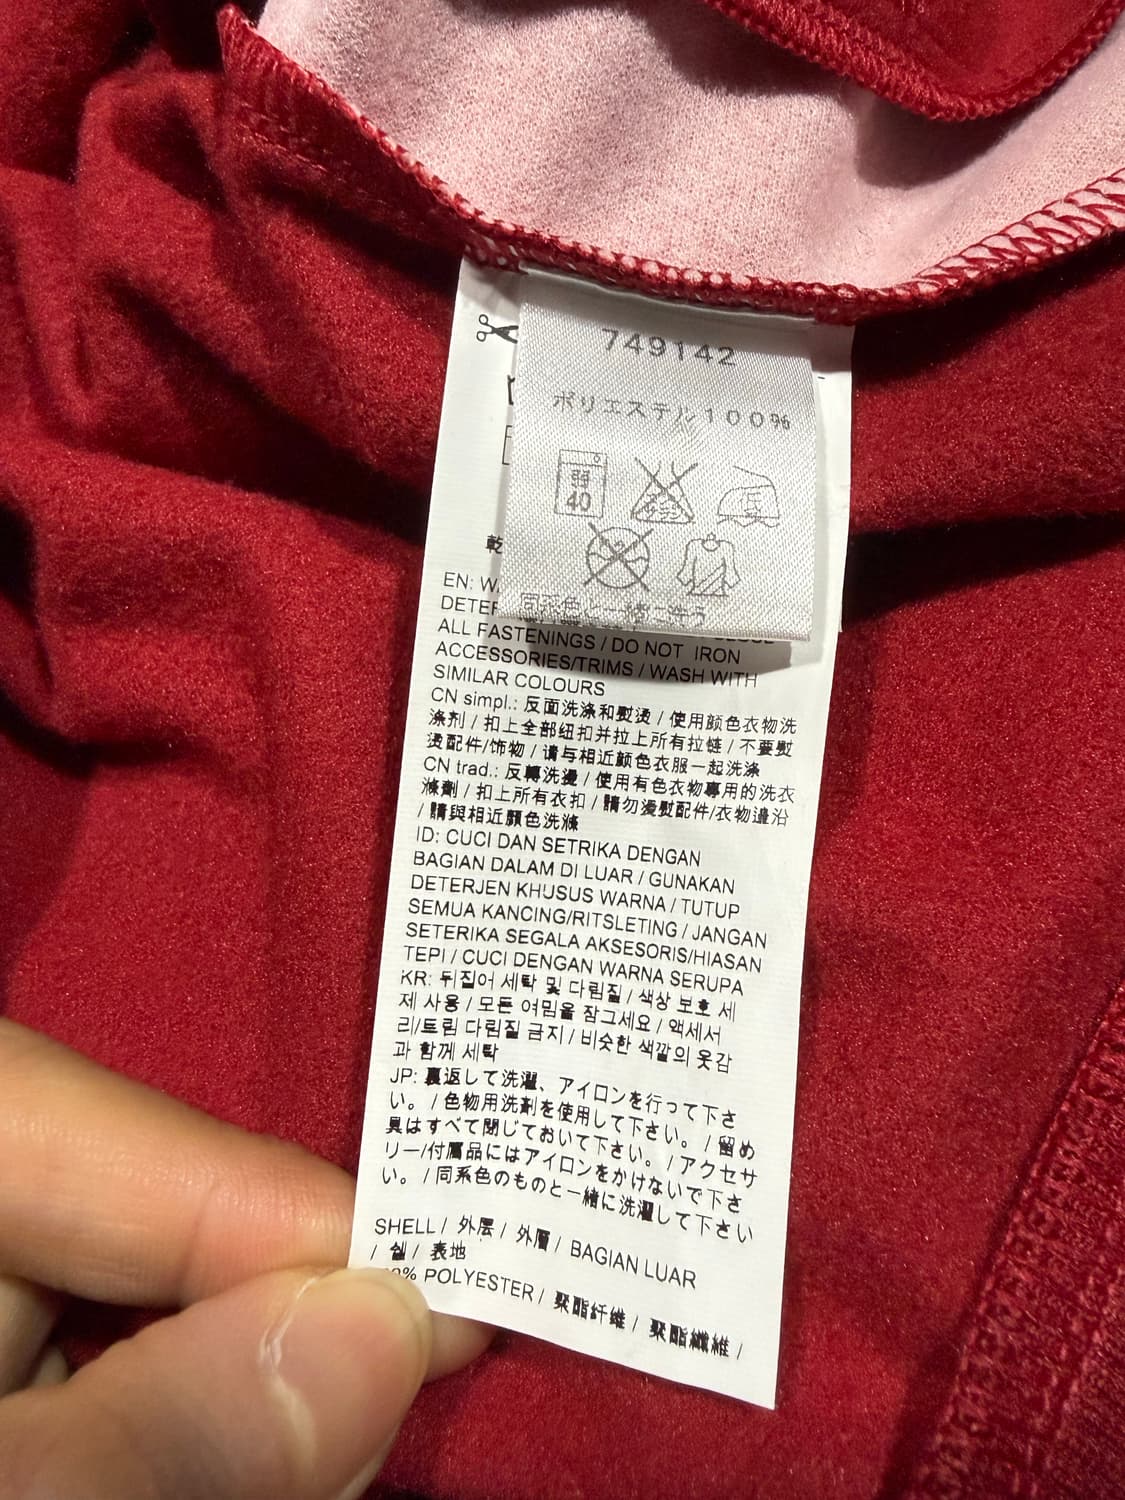 749142
ポリエステル100%
弱
40
中
同系色と一緒に洗う
乾
EN: W
DETER
ALL FASTENINGS / DO NOT IRON
ACCESSORIES/TRIMS / WASH WITH
SIMILAR COLOURS
CN simpl.: 反面洗涤和熨烫 / 使用颜色衣物洗
涤剂 / 扣上全部纽扣并拉上所有拉链 / 不要熨
烫配件/饰物 / 请与相近颜色衣服一起洗涤
CN trad.: 反轉洗燙 / 使用有色衣物專用的洗衣
滌劑 / 扣上所有衣扣 / 請勿燙熨配件/衣物邊沿
/ 請與相近顏色洗滌
ID: CUCI DAN SETRIKA DENGAN
BAGIAN DALAM DI LUAR / GUNAKAN
DETERJEN KHUSUS WARNA / TUTUP
SEMUA KANCING/RITSLETING / JANGAN
SETERIKA SEGALA AKSESORIS/HIASAN
TEPI / CUCI DENGAN WARNA SERUPA
KR: 뒤집어 세탁 및 다림질 / 색상 보호 세
제 사용 / 모든 여밈을 잠그세요 / 액세서
리/트림 다림질 금지 / 비슷한 색깔의 옷감
과 함께 세탁
JP: 裏返して洗濯、アイロンを行って下さ
い。 / 色物用洗剤を使用して下さい。 / 留め
具はすべて閉じておいて下さい。 / アクセサ
リー/付属品にはアイロンをかけないで下さ
い。 / 同系色のものと一緒に洗濯して下さい
SHELL / 外层 / 外層 / BAGIAN LUAR
/ 쉘 / 表地
% POLYESTER / 聚酯纤维 / 聚酯纖維 /